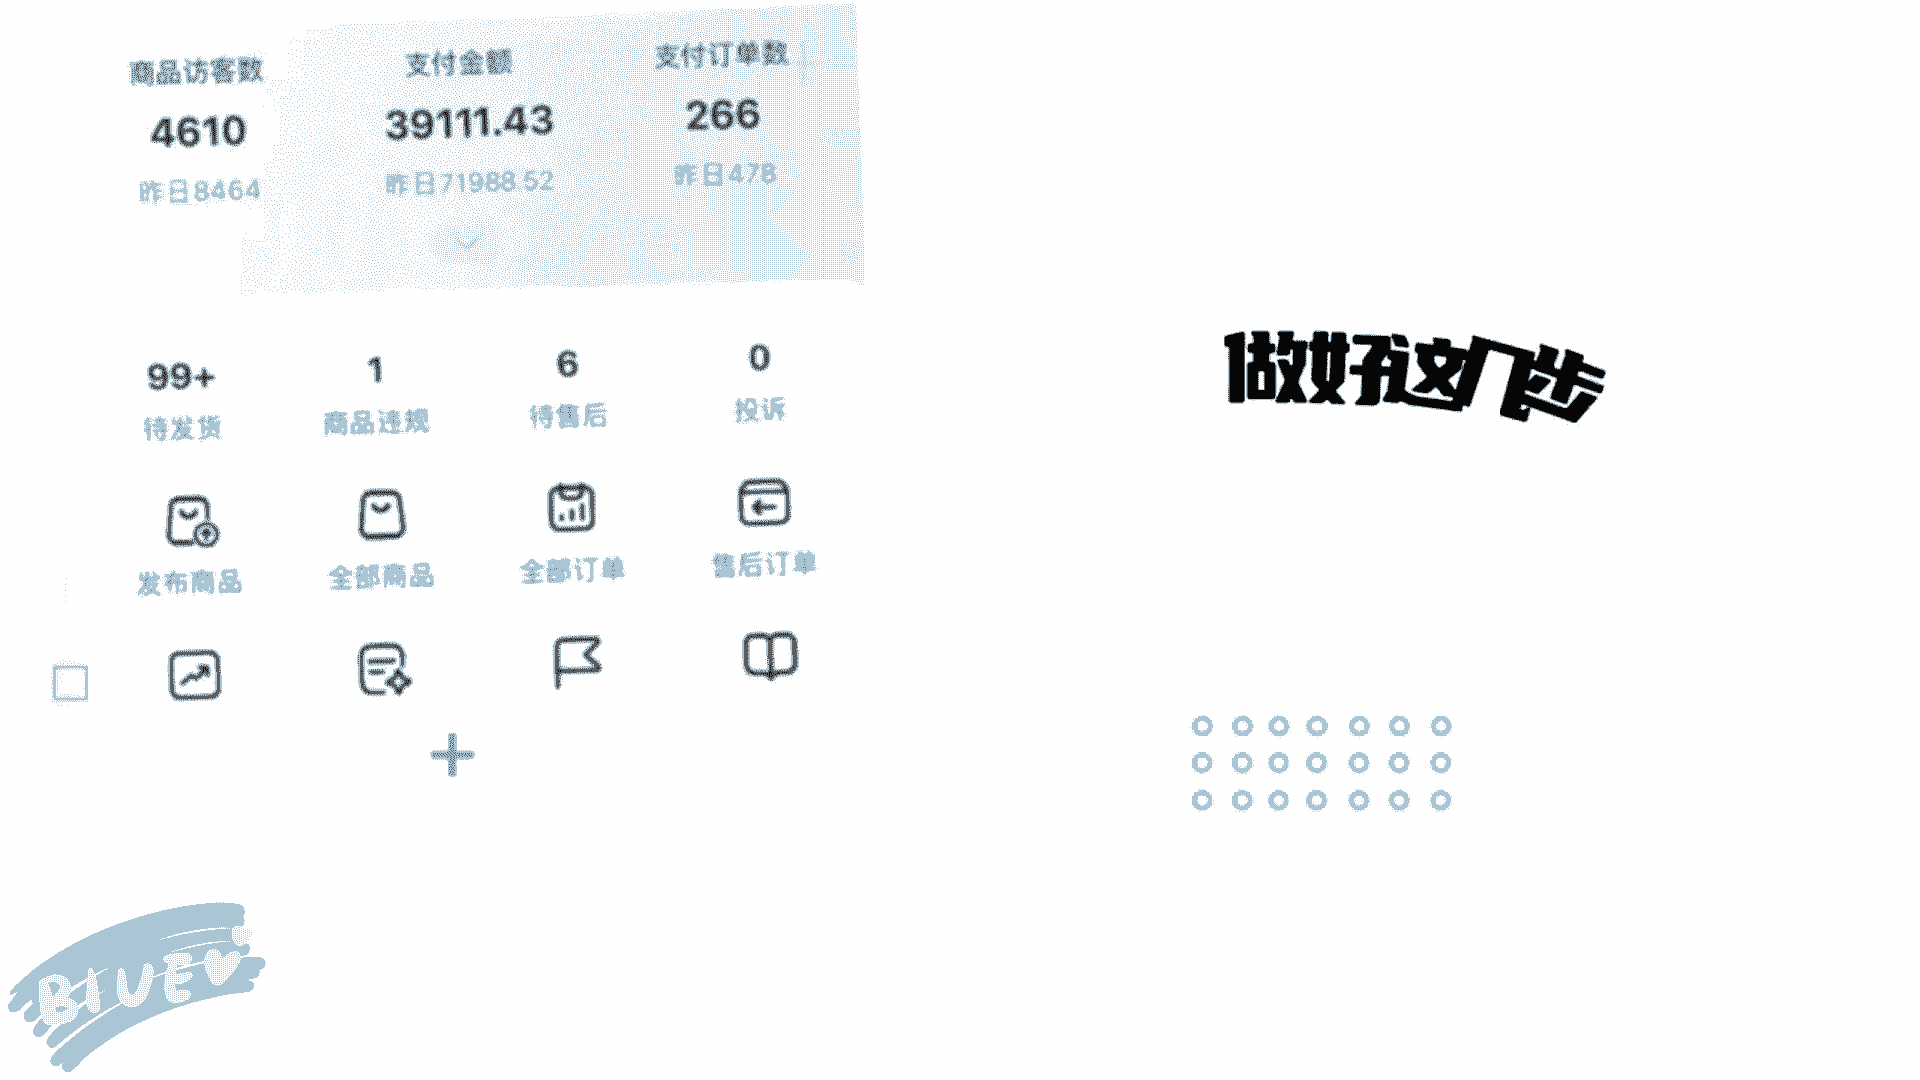 商品访客数 支付金额 支付订单数
4610 39111.43 266
昨日8464 昨日71988.52 昨日478
99+ 1 6 0
待发货 商品违规 待售后 投诉
发布商品 全部商品 全部订单 售后订单
做好这几步
BIUE